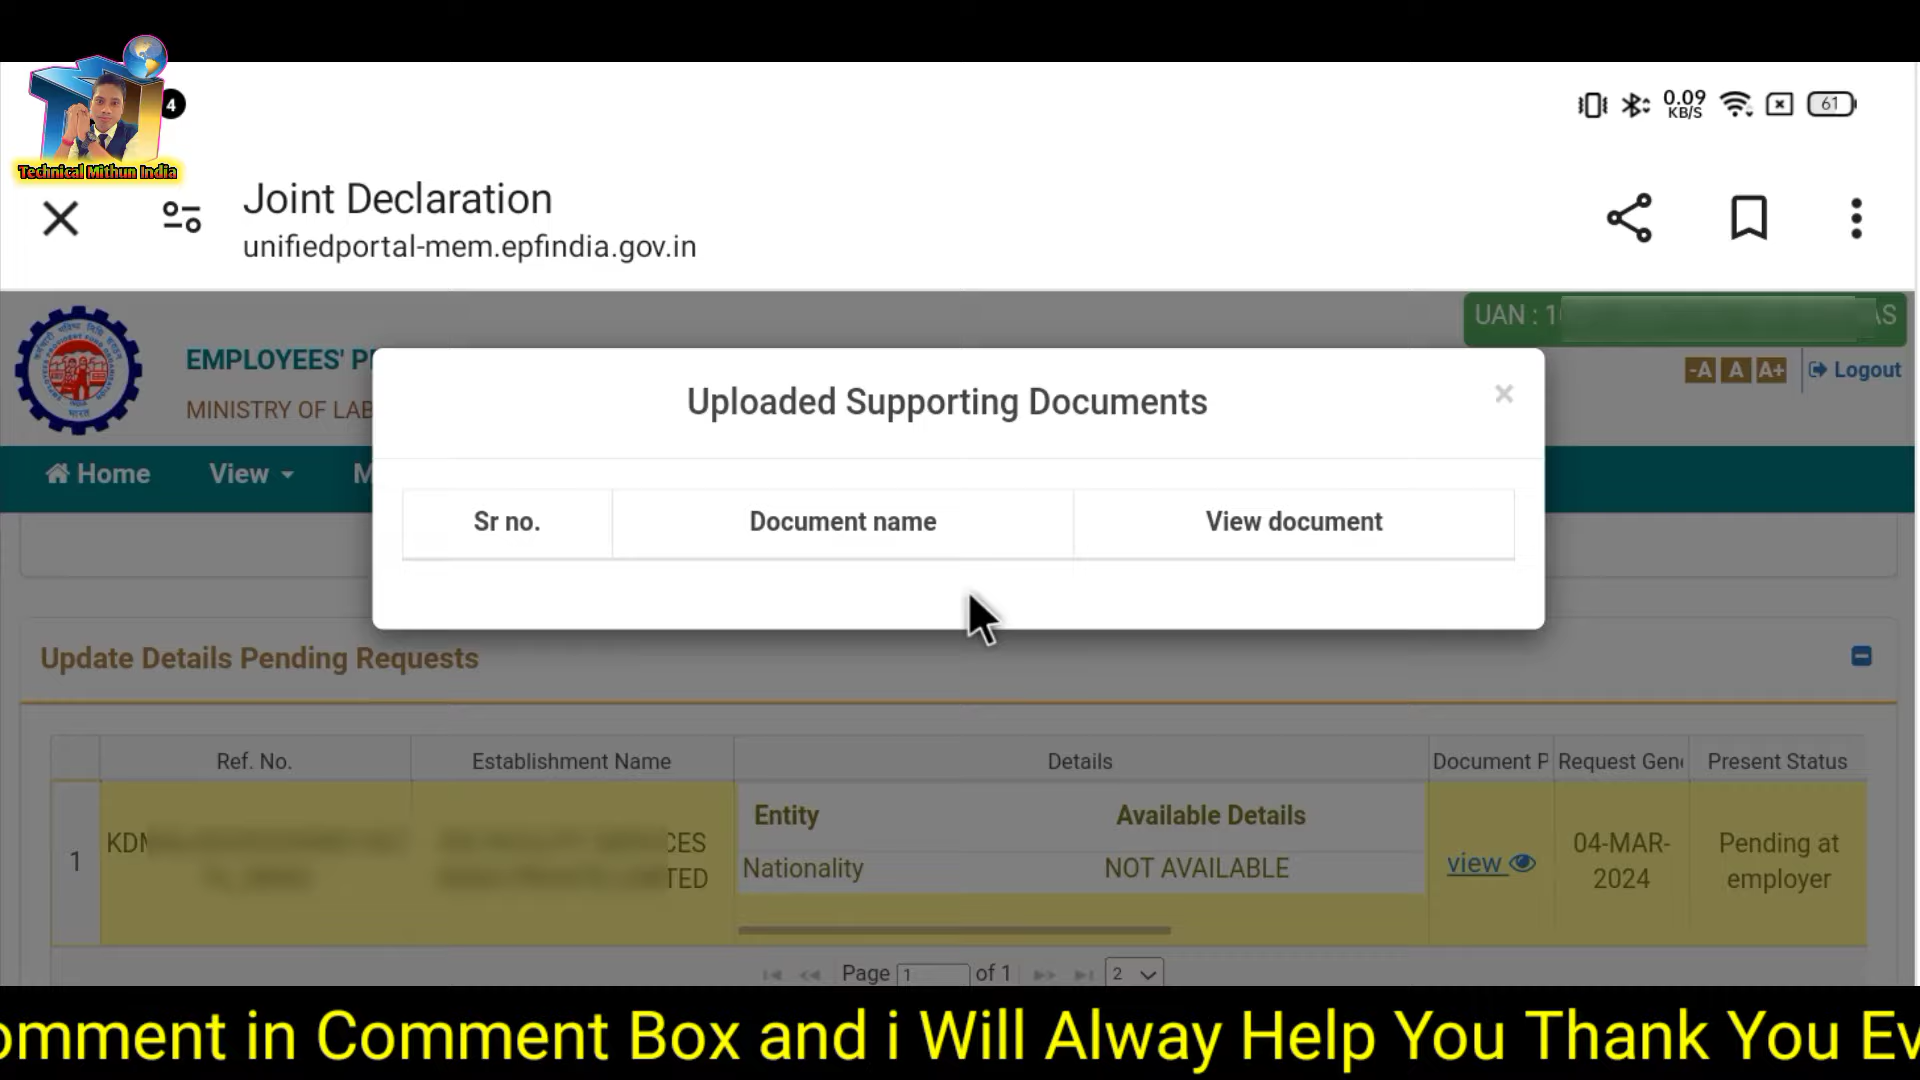 4
Technical Mithun India
0.09
KB/S
61
Joint Declaration
unifiedportal-mem.epfindia.gov.in
UAN : 1
AS
EMPLOYEES' P
MINISTRY OF LAB
-A A A+
Logout
Home View M
Uploaded Supporting Documents
×
Sr no. Document name View document
Update Details Pending Requests
Ref. No. Establishment Name Details Document P Request Gen Present Status
1
KDM
CES
TED
Entity Available Details
Nationality NOT AVAILABLE
view
04-MAR-
2024
Pending at
employer
Page 1 of 1 2
omment in Comment Box and i Will Alway Help You Thank You Ev